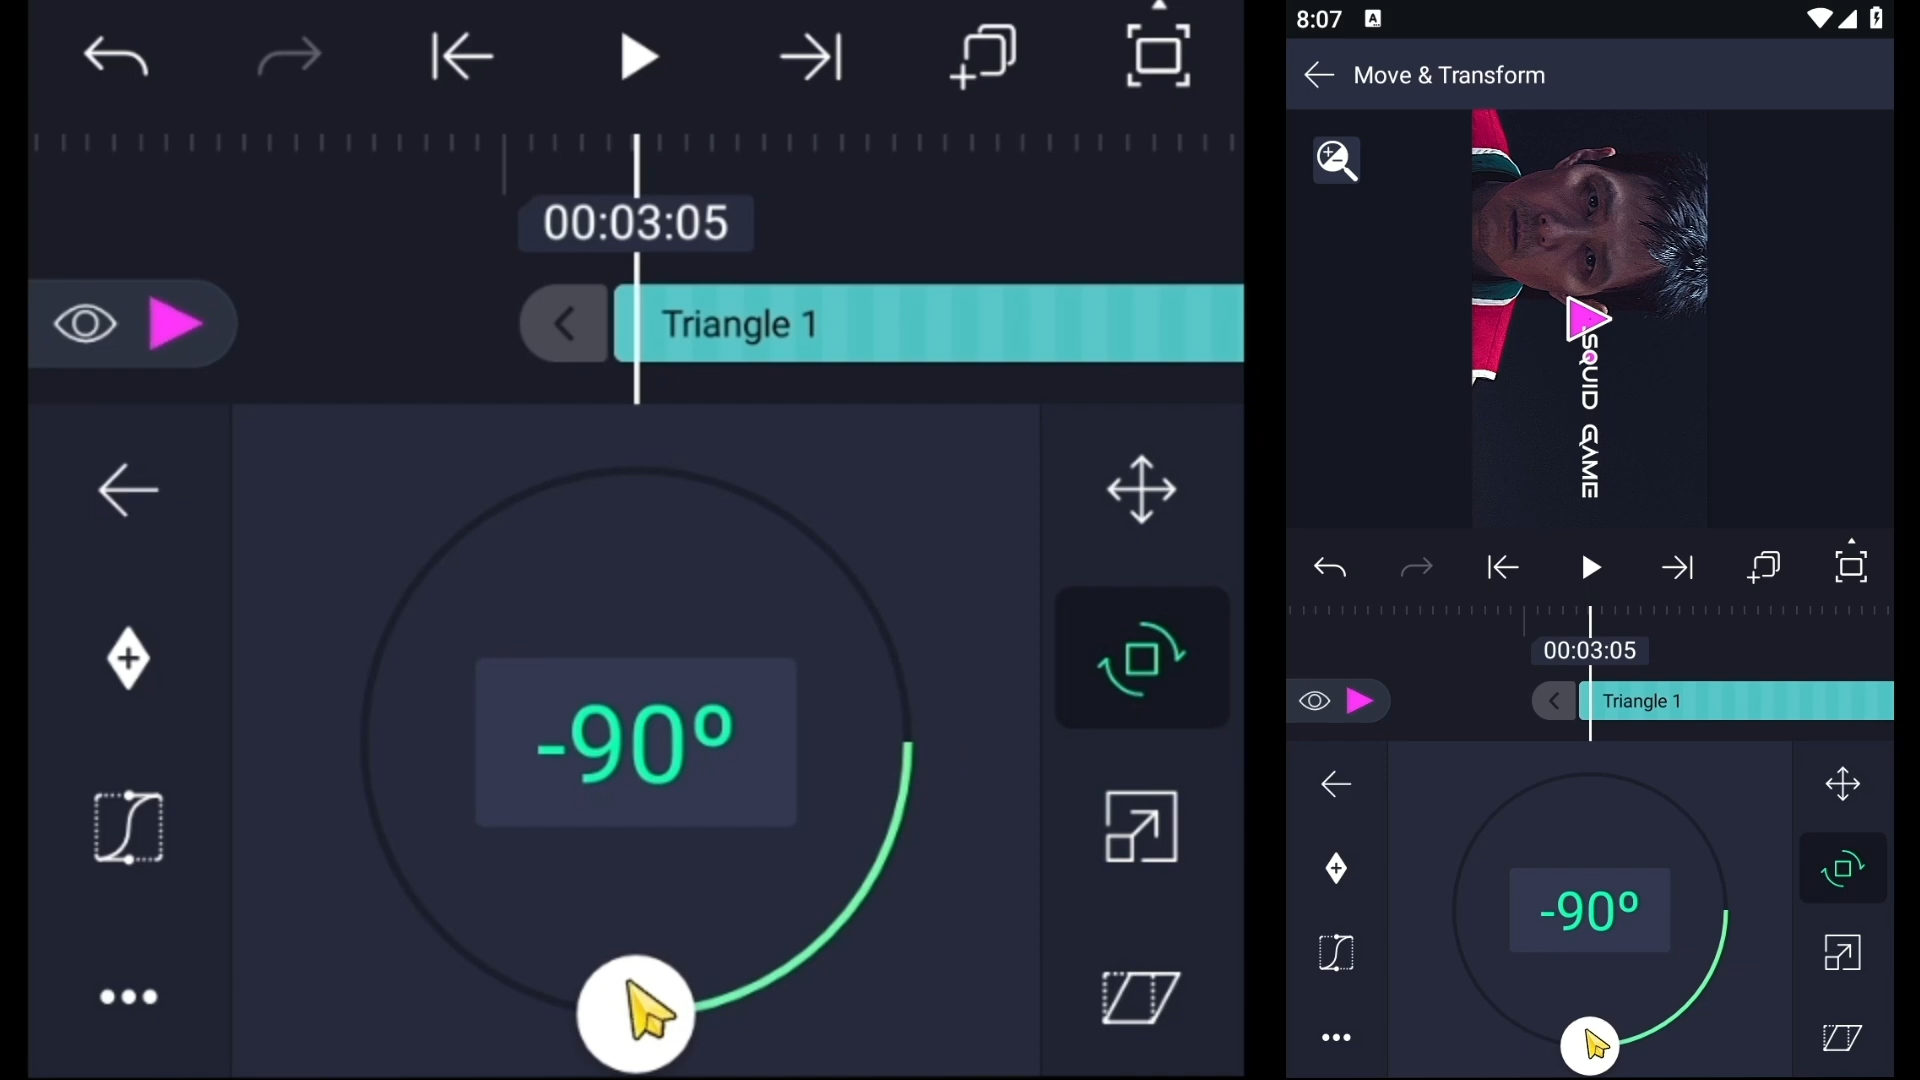 00:03:05
Triangle 1
-90º
8:07
A
Move & Transform
SQUID GAME
00:03:05
Triangle 1
-90º